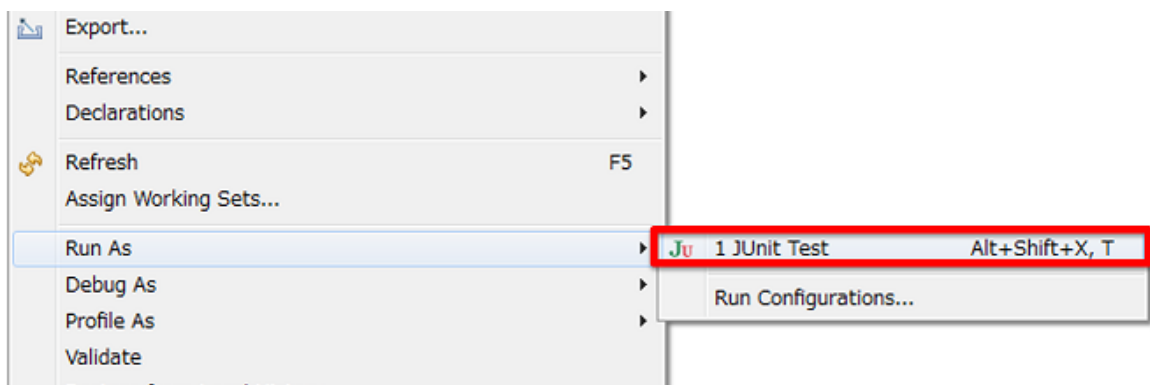 Export...
References
Declarations
Refresh F5
Assign Working Sets...
Run As
JU 1 JUnit Test Alt+Shift+X, T
Debug As
Run Configurations...
Profile As
Validate